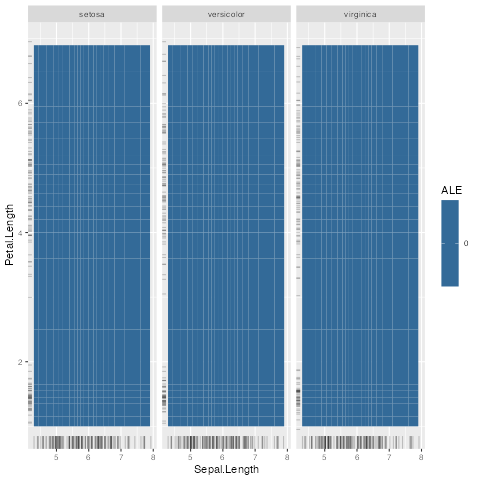 setosa
versicolor
virginica
6
4
2
Petal.Length
5 6 7 8
5 6 7 8
5 6 7 8
Sepal.Length
ALE
0